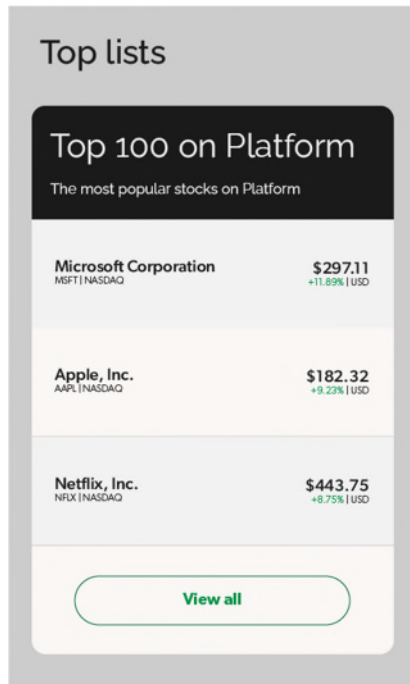 Top lists
Top 100 on Platform
The most popular stocks on Platform
Microsoft Corporation
MSFT | NASDAQ
$297.11
+11.89% | USD
Apple, Inc.
AAPL | NASDAQ
$182.32
+9.23% | USD
Netflix, Inc.
NFLX | NASDAQ
$443.75
+8.75% | USD
View all